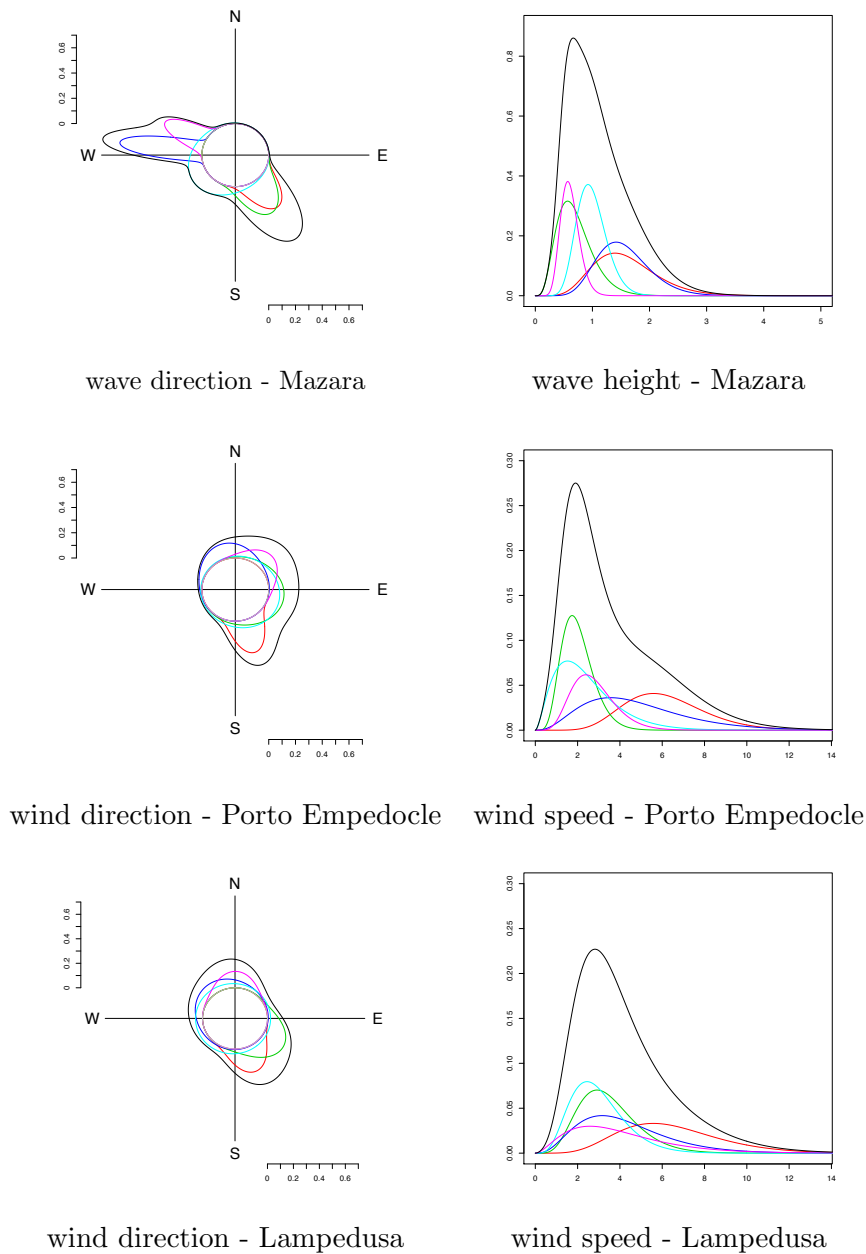 N
0 0.2 0.4 0.6
W E
S
0 0.2 0.4 0.6
0.0 0.2 0.4 0.6 0.8
0 1 2 3 4 5
wave direction - Mazara wave height - Mazara
N
0 0.2 0.4 0.6
W E
S
0 0.2 0.4 0.6
0.00 0.05 0.10 0.15 0.20 0.25 0.30
0 2 4 6 8 10 12 14
wind direction - Porto Empedocle wind speed - Porto Empedocle
N
0 0.2 0.4 0.6
W E
S
0 0.2 0.4 0.6
0.00 0.05 0.10 0.15 0.20 0.25 0.30
0 2 4 6 8 10 12 14
wind direction - Lampedusa wind speed - Lampedusa